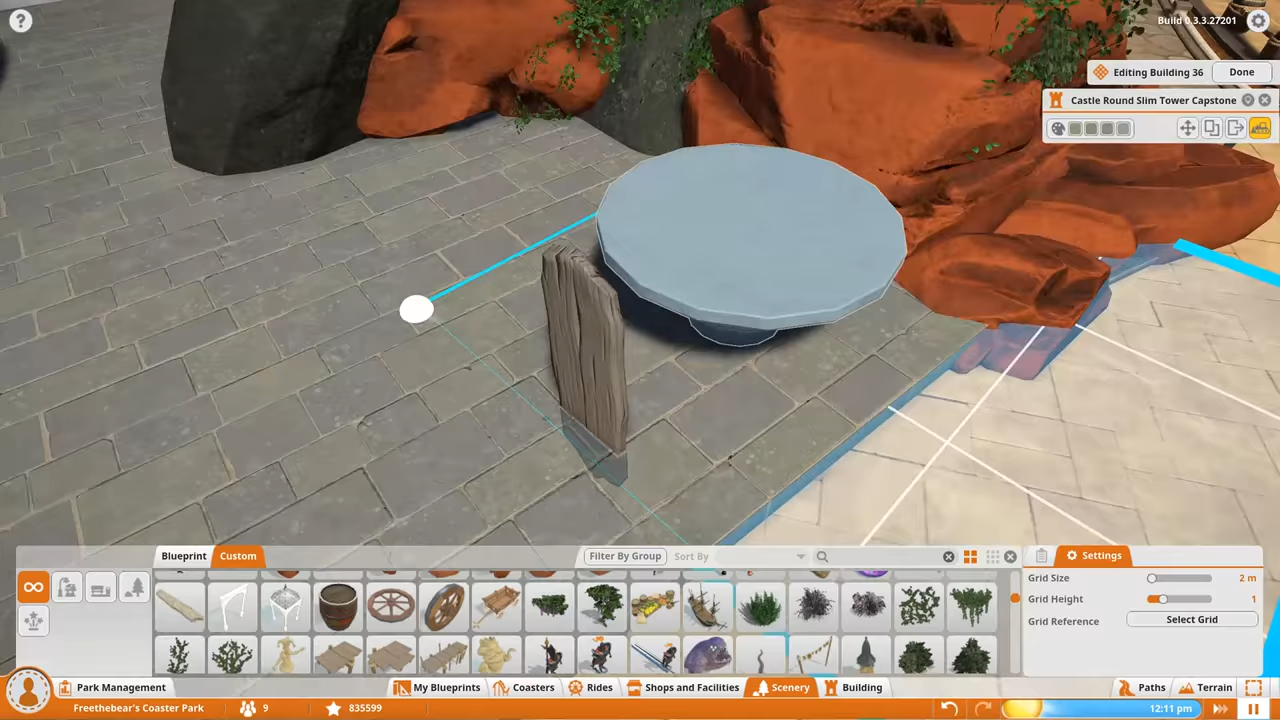 ?
Build 0.3.3.27201
Editing Building 36
Done
Castle Round Slim Tower Capstone
Blueprint
Custom
Filter By Group
Sort By
Settings
Grid Size
2 m
Grid Height
1
Grid Reference
Select Grid
Park Management
My Blueprints
Coasters
Rides
Shops and Facilities
Scenery
Building
Paths
Terrain
Freethebear's Coaster Park
9
835599
12:11 pm